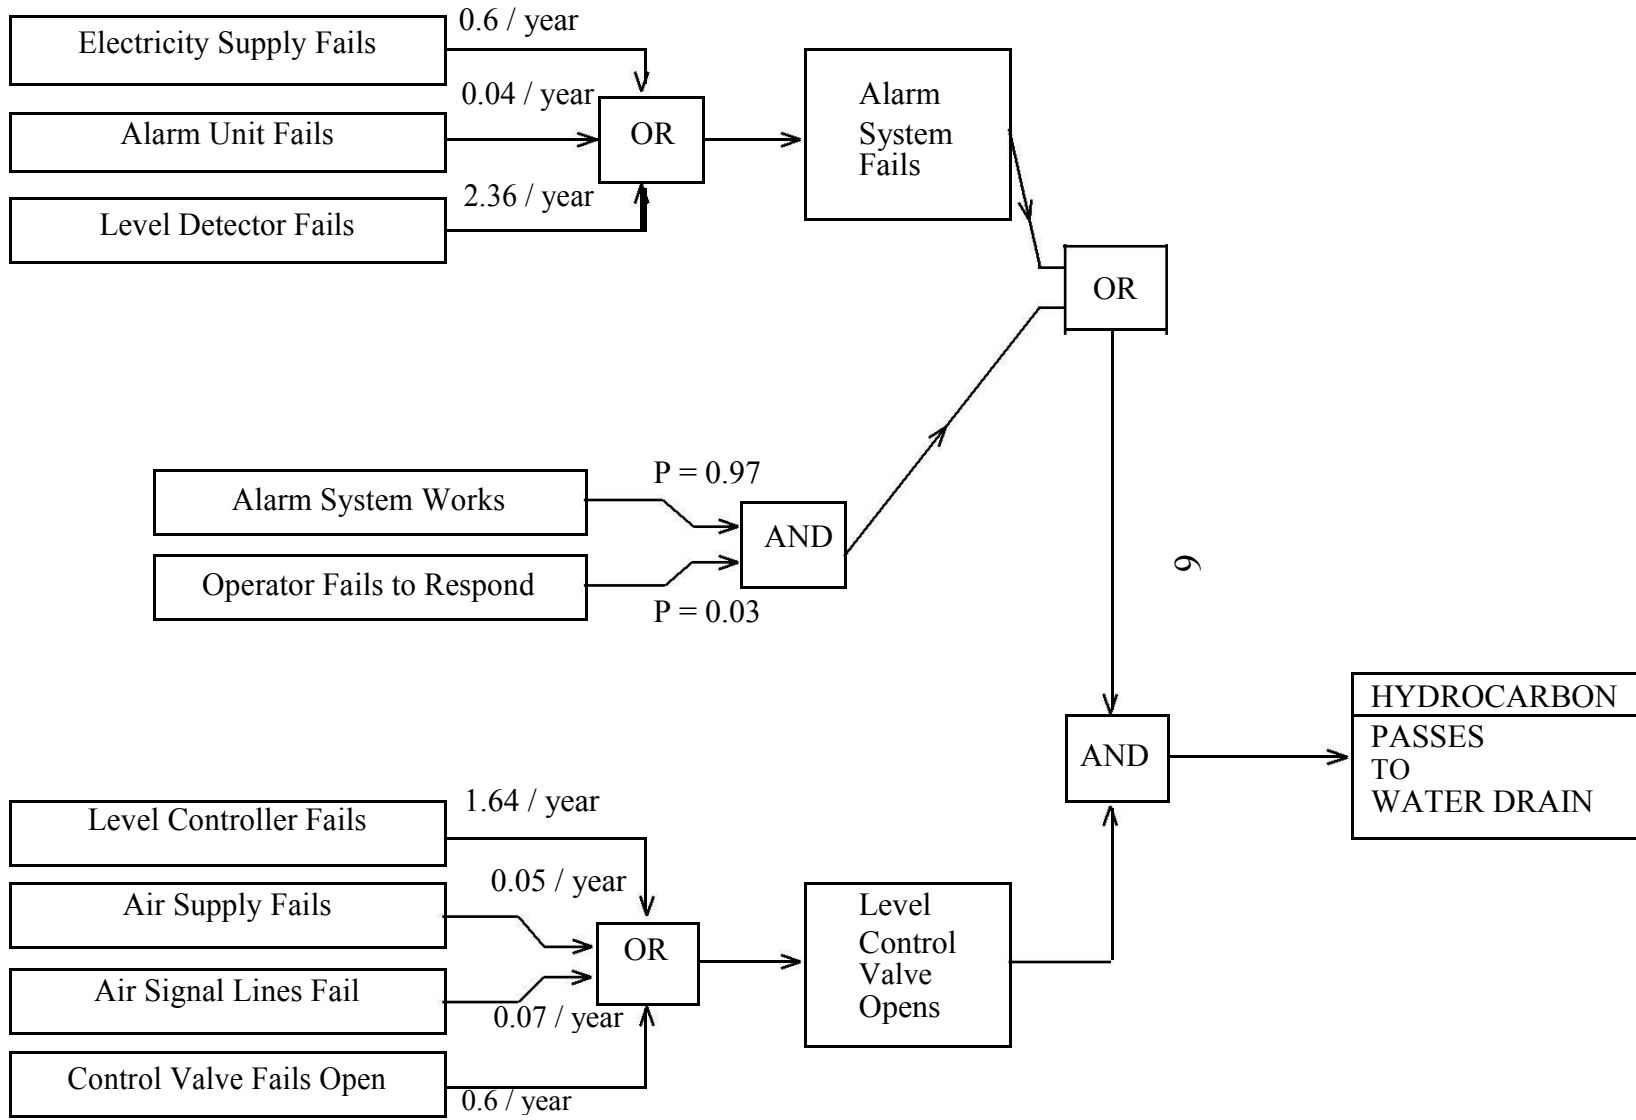 0.6 / year
Electricity Supply Fails
0.04 / year
Alarm Unit Fails
OR
2.36 / year
Level Detector Fails
Alarm
System
Fails
OR
P = 0.97
Alarm System Works
AND
Operator Fails to Respond
P = 0.03
9
HYDROCARBON
PASSES
TO
WATER DRAIN
AND
1.64 / year
Level Controller Fails
0.05 / year
Air Supply Fails
OR
Air Signal Lines Fail
0.07 / year
Control Valve Fails Open
0.6 / year
Level
Control
Valve
Opens